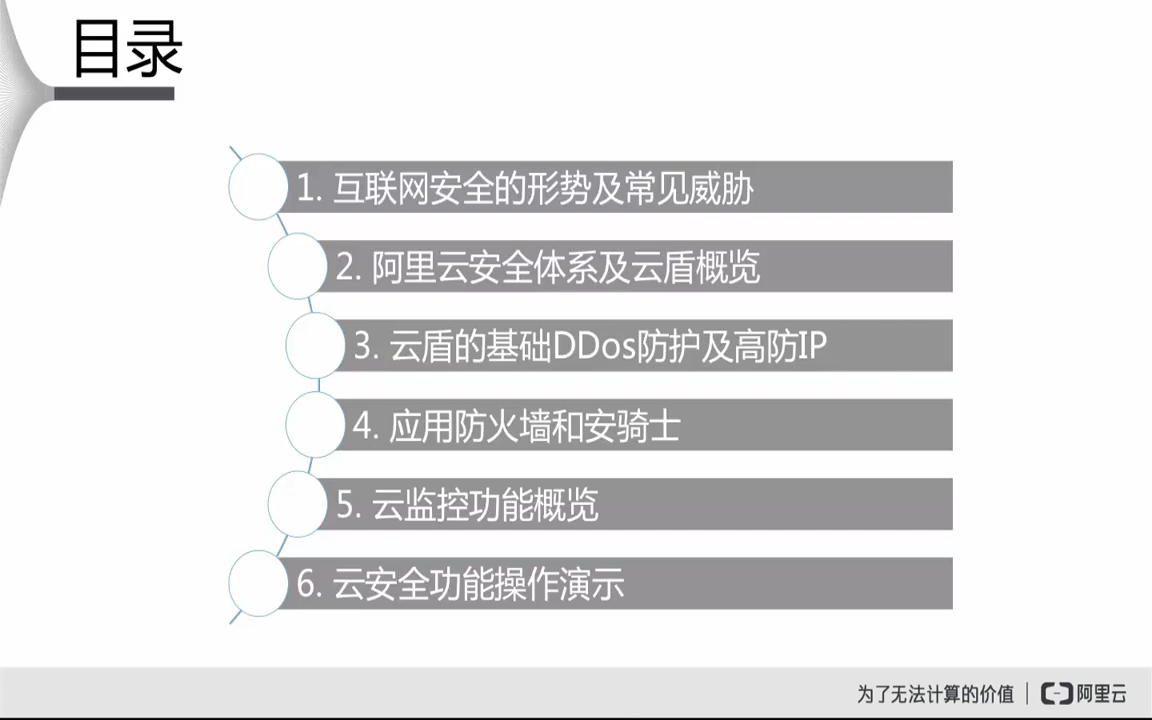 目录
1. 互联网安全的形势及常见威胁
2. 阿里云安全体系及云盾概览
3. 云盾的基础DDos防护及高防IP
4. 应用防火墙和安骑士
5. 云监控功能概览
6. 云安全功能操作演示
为了无法计算的价值 | 阿里云